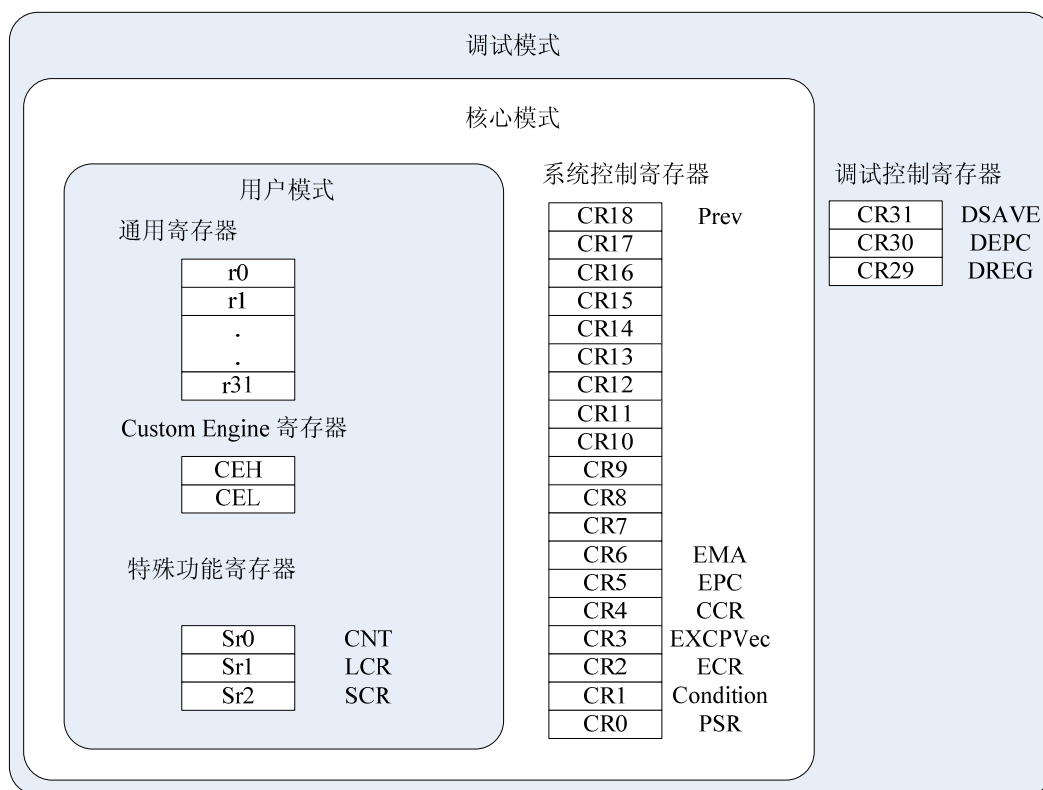 调试模式
核心模式
用户模式
通用寄存器
r0
r1
.
.
r31
Custom Engine 寄存器
CEH
CEL
特殊功能寄存器
Sr0 CNT
Sr1 LCR
Sr2 SCR
系统控制寄存器
CR18 Prev
CR17
CR16
CR15
CR14
CR13
CR12
CR11
CR10
CR9
CR8
CR7
CR6 EMA
CR5 EPC
CR4 CCR
CR3 EXCPVec
CR2 ECR
CR1 Condition
CR0 PSR
调试控制寄存器
CR31 DSAVE
CR30 DEPC
CR29 DREG